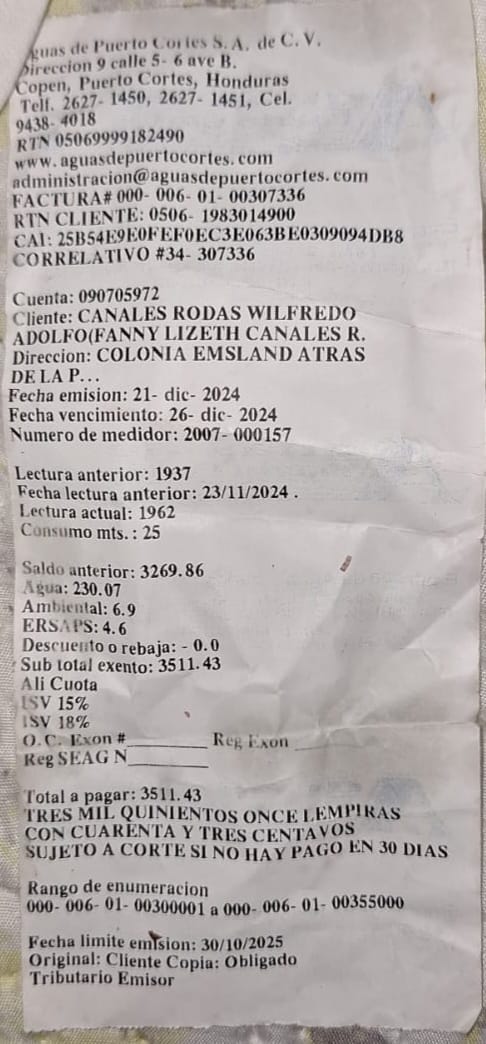 guas de Puerto Cortes S. A. de C. V.
Direccion 9 calle 5- 6 ave B.
Copen, Puerto Cortes, Honduras
Telf. 2627- 1450, 2627- 1451, Cel.
9438- 4018
RTN 05069999182490
www. aguasdepuertocortes. com
administracion@aguasdepuertocortes. com
FACTURA# 000- 006- 01- 00307336
RTN CLIENTE: 0506- 1983014900
CAI: 25B54E9E0FEF0EC3E063BE0309094DB8
CORRELATIVO #34- 307336
Cuenta: 090705972
Cliente: CANALES RODAS WILFREDO
ADOLFO(FANNY LIZETH CANALES R.
Direccion: COLONIA EMSLAND ATRAS
DE LA P...
Fecha emision: 21- dic- 2024
Fecha vencimiento: 26- dic- 2024
Numero de medidor: 2007- 000157
Lectura anterior: 1937
Fecha lectura anterior: 23/11/2024 .
Lectura actual: 1962
Consumo mts. : 25
Saldo anterior: 3269.86
Agua: 230.07
Ambiental: 6.9
ERSAPS: 4.6
Descuento o rebaja: - 0.0
Sub total exento: 3511.43
Ali Cuota
ISV 15%
ISV 18%
O.C. Exon #________ Reg Exon ________
Reg SEAG N________
Total a pagar: 3511.43
TRES MIL QUINIENTOS ONCE LEMPIRAS
CON CUARENTA Y TRES CENTAVOS
SUJETO A CORTE SI NO HAY PAGO EN 30 DIAS
Rango de enumeracion
000- 006- 01- 00300001 a 000- 006- 01- 00355000
Fecha limite emision: 30/10/2025
Original: Cliente Copia: Obligado
Tributario Emisor